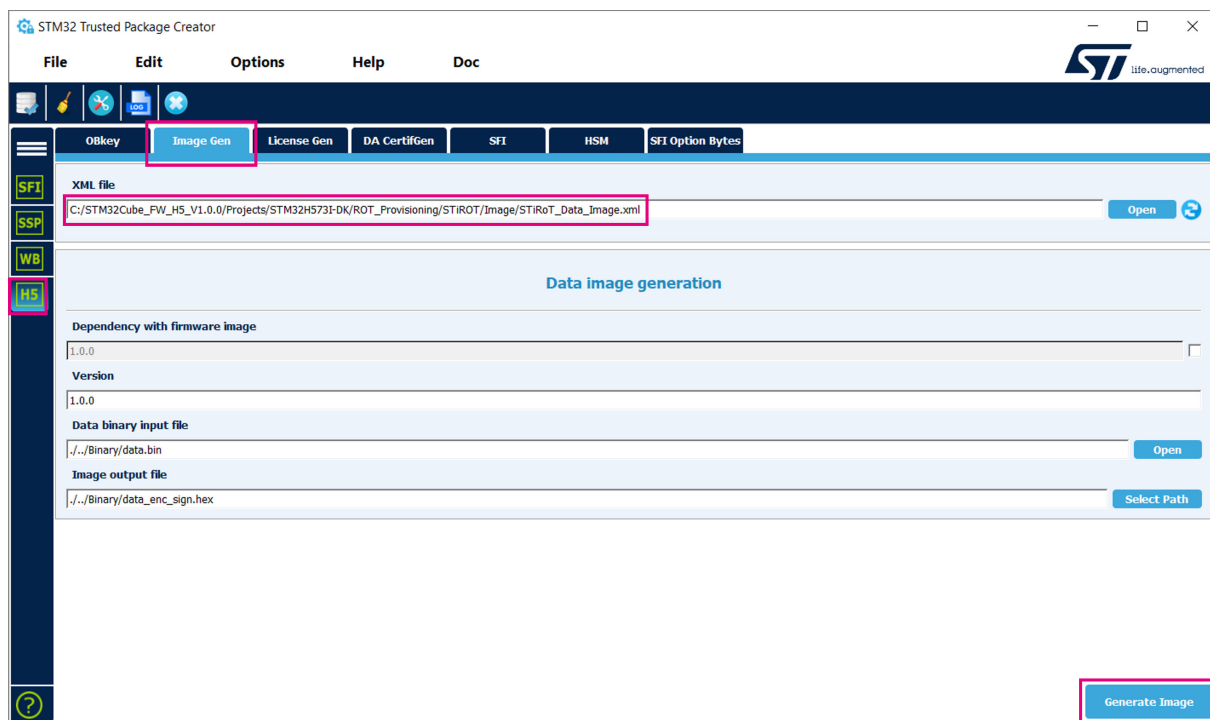 STM32 Trusted Package Creator
File Edit Options Help Doc
ST life.augmented
LOG
OBkey Image Gen License Gen DA CertifGen SFI HSM SFI Option Bytes
SFI
XML file
C:/STM32Cube_FW_H5_V1.0.0/Projects/STM32H573I-DK/ROT_Provisioning/STiROT/Image/STiRoT_Data_Image.xml Open
SSP
WB
H5
Data image generation
Dependency with firmware image
1.0.0
Version
1.0.0
Data binary input file
./../Binary/data.bin Open
Image output file
./../Binary/data_enc_sign.hex Select Path
? Generate Image